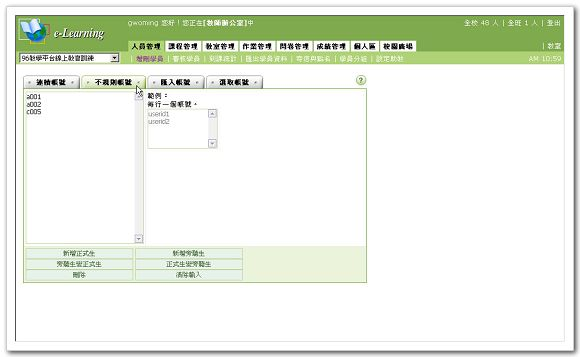 gwoming 您好！您正在【教師辦公室】中
全校 48 人 | 全班 1 人 | 登出
e-Learning
人員管理 課程管理 教室管理 作業管理 問卷管理 成績管理 個人區 校園廣場
| 教室
96教學平台線上教育訓練
增刪學員 | 審核學員 | 到課統計 | 匯出學員資料 | 寄信與點名 | 學員分組 | 設定助教
AM 10:59
連續帳號 不規則帳號 匯入帳號 選取帳號
?
a001
a002
c005
範例：
每行一個帳號。
userid1
userid2
新增正式生 新增旁聽生
旁聽生變正式生 正式生變旁聽生
刪除 清除輸入